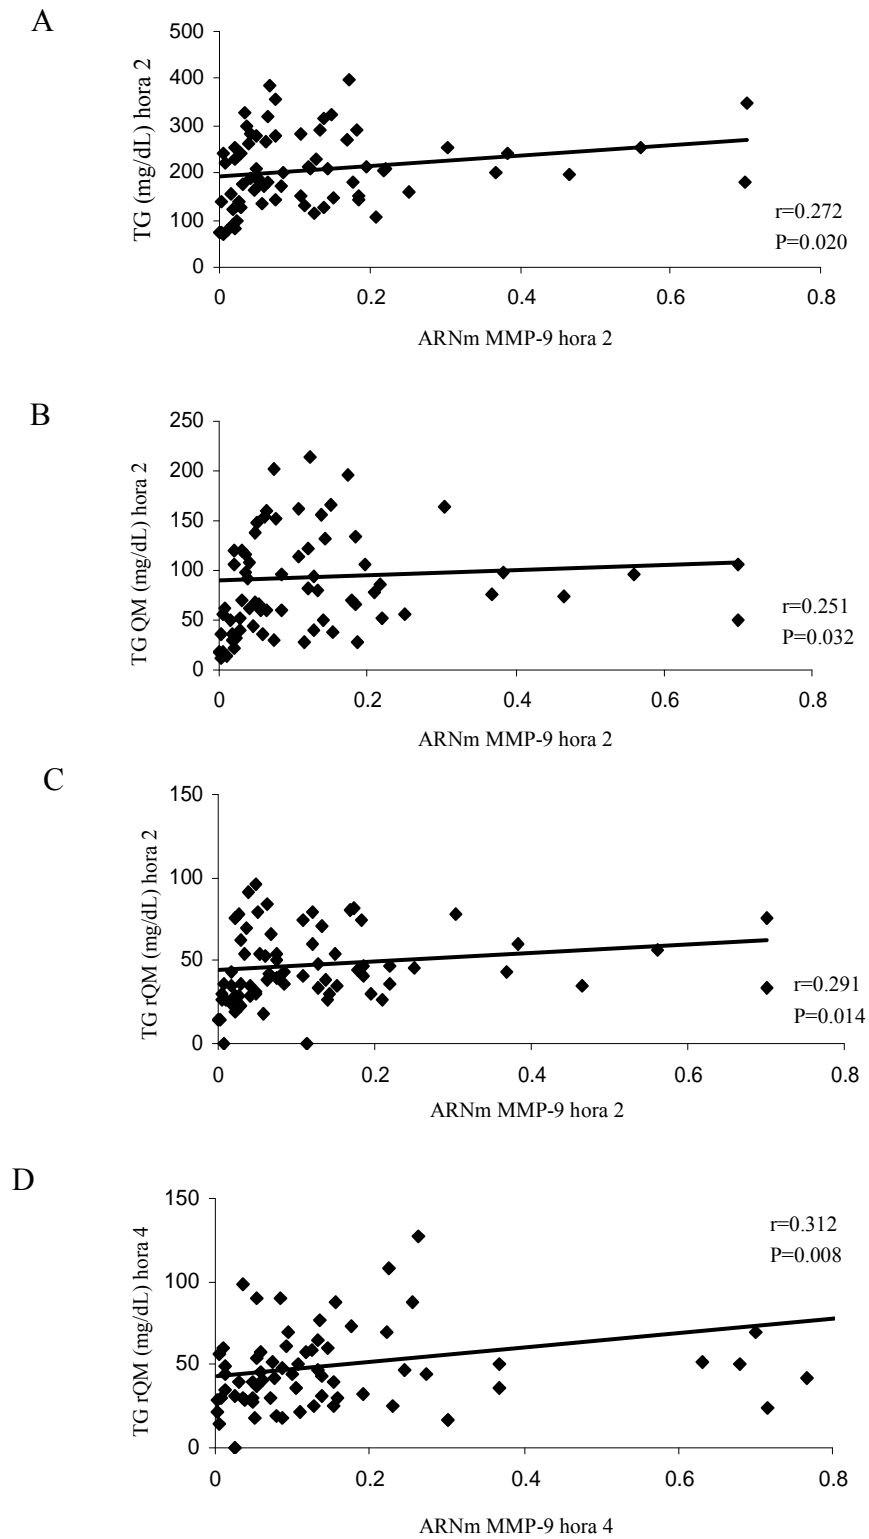 A
TG (mg/dL) hora 2
500
400
300
200
100
0
0 0.2 0.4 0.6 0.8
r=0.272
P=0.020
ARNm MMP-9 hora 2
B
TG QM (mg/dL) hora 2
250
200
150
100
50
0
0 0.2 0.4 0.6 0.8
r=0.251
P=0.032
ARNm MMP-9 hora 2
C
TG rQM (mg/dL) hora 2
150
100
50
0
0 0.2 0.4 0.6 0.8
r=0.291
P=0.014
ARNm MMP-9 hora 2
D
TG rQM (mg/dL) hora 4
150
100
50
0
0 0.2 0.4 0.6 0.8
r=0.312
P=0.008
ARNm MMP-9 hora 4